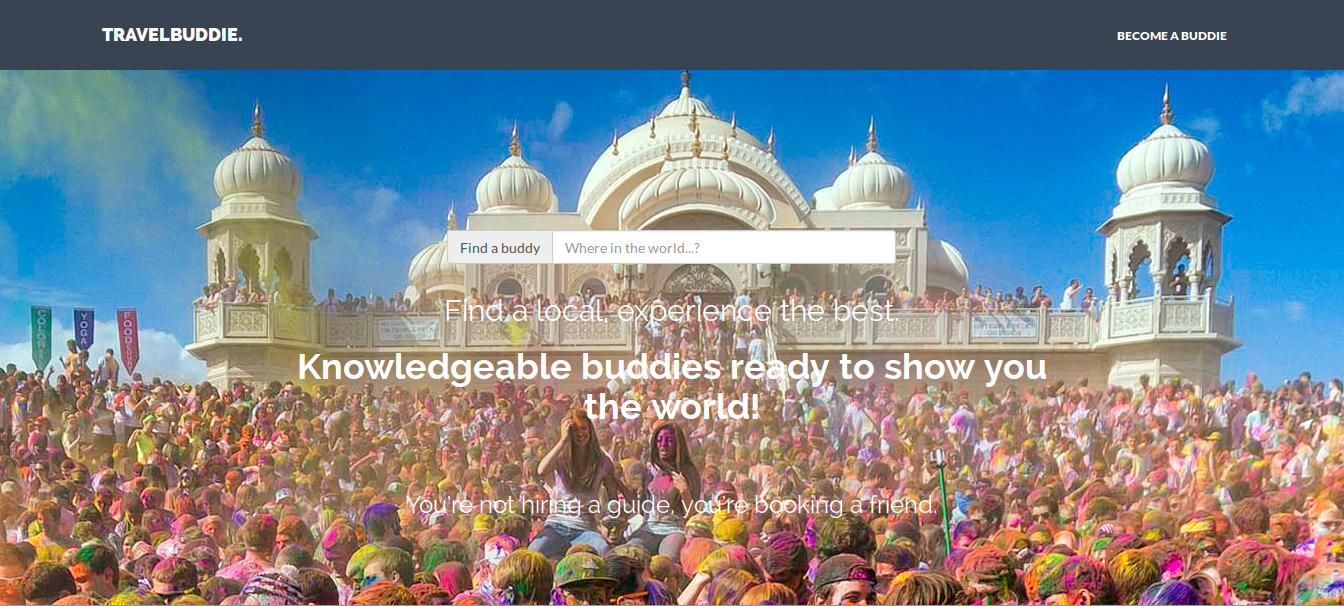 TRAVELBUDDIE.
BECOME A BUDDIE
Find a buddy
Where in the world...?
Find a local, experience the best.
Knowledgeable buddies ready to show you
the world!
You're not hiring a guide, you're booking a friend.
COLORS
YOGA
FOOD